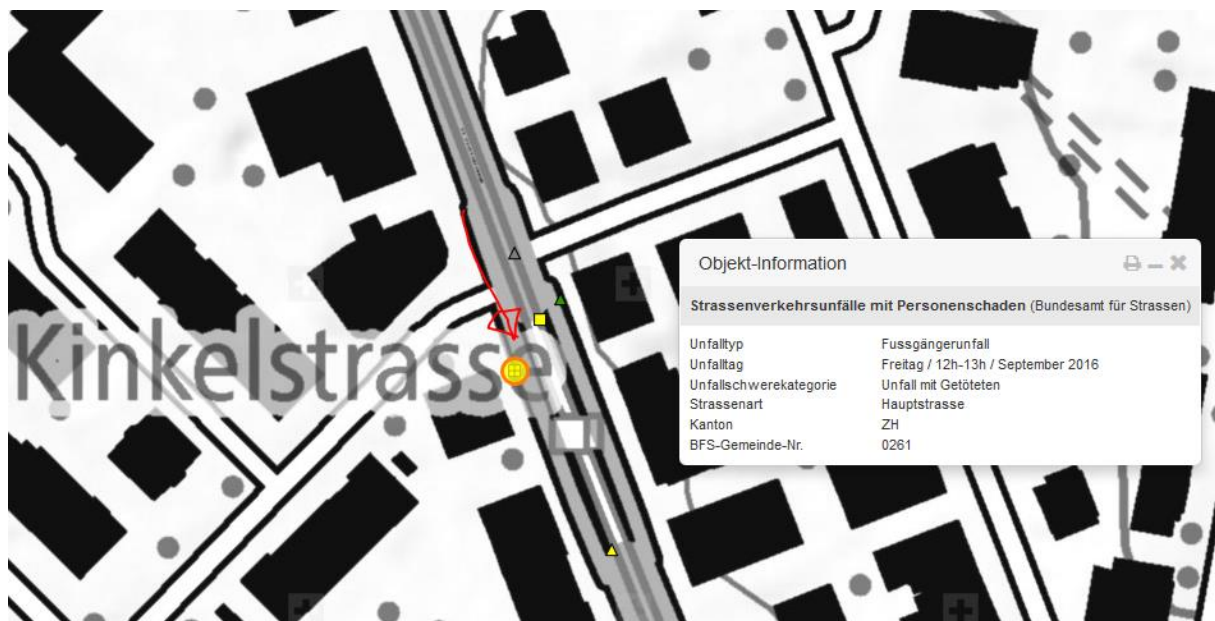 Kinkelstrasse
Objekt-Information
Strassenverkehrsunfälle mit Personenschaden (Bundesamt für Strassen)
Unfalltyp Fussgängerunfall
Unfalltag Freitag / 12h-13h / September 2016
Unfallschwerekategorie Unfall mit Getöteten
Strassenart Hauptstrasse
Kanton ZH
BFS-Gemeinde-Nr. 0261